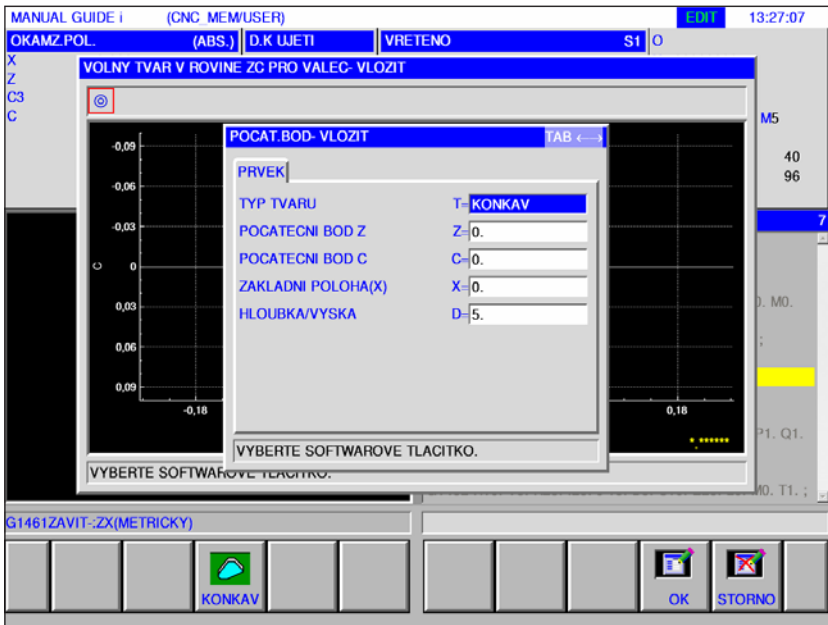 MANUAL GUIDE i (CNC_MEM/USER) EDIT 13:27:07
OKAMZ.POL. (ABS.) D.K UJETI VRETENO S1 O
X
Z
C3
C
VOLNY TVAR V ROVINE ZC PRO VALEC- VLOZIT
M5
40
96
7
POCAT.BOD- VLOZIT TAB ←→
PRVEK
TYP TVARU T=KONKAV
POCATECNI BOD Z Z=0.
POCATECNI BOD C C=0.
ZAKLADNI POLOHA(X) X=0.
HLOUBKA/VYSKA D=5.
VYBERTE SOFTWAROVE TLACITKO.
-0,09
-0,06
-0,03
C 0
0,03
0,06
0,09
-0,18 0,18
*.******
0. M0.
;
P1. Q1.
M0. T1. ;
VYBERTE SOFTWAROVE TLACITKO.
G1461ZAVIT-:ZX(METRICKY)
KONKAV OK STORNO